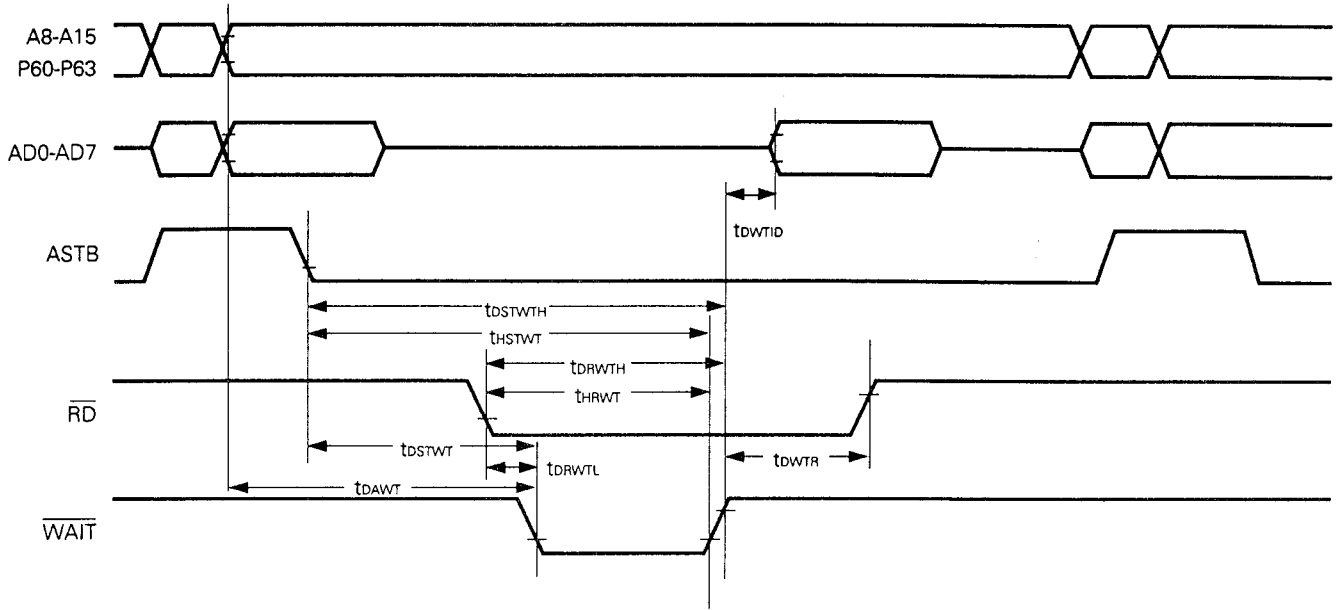 A8-A15
P60-P63
AD0-AD7
tDWTID
ASTB
tDSTWTH
tHSTWT
tDRWTH
tHRWT
RD
tDSTWT
tDRWTL
tDWTR
tDAWT
WAIT